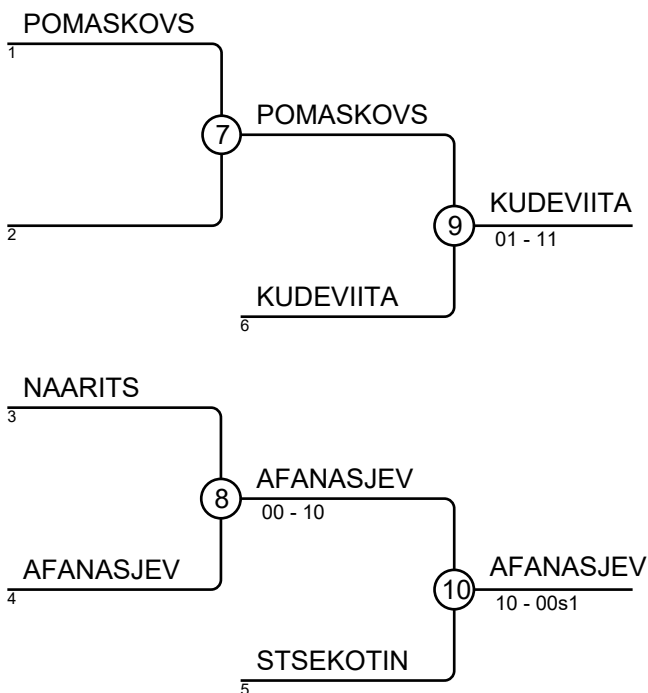 POMASKOVS
1
7
POMASKOVS
2
9
KUDEVIITA
01 - 11
KUDEVIITA
6
NAARITS
3
8
AFANASJEV
00 - 10
AFANASJEV
4
10
AFANASJEV
10 - 00s1
STSEKOTIN
5